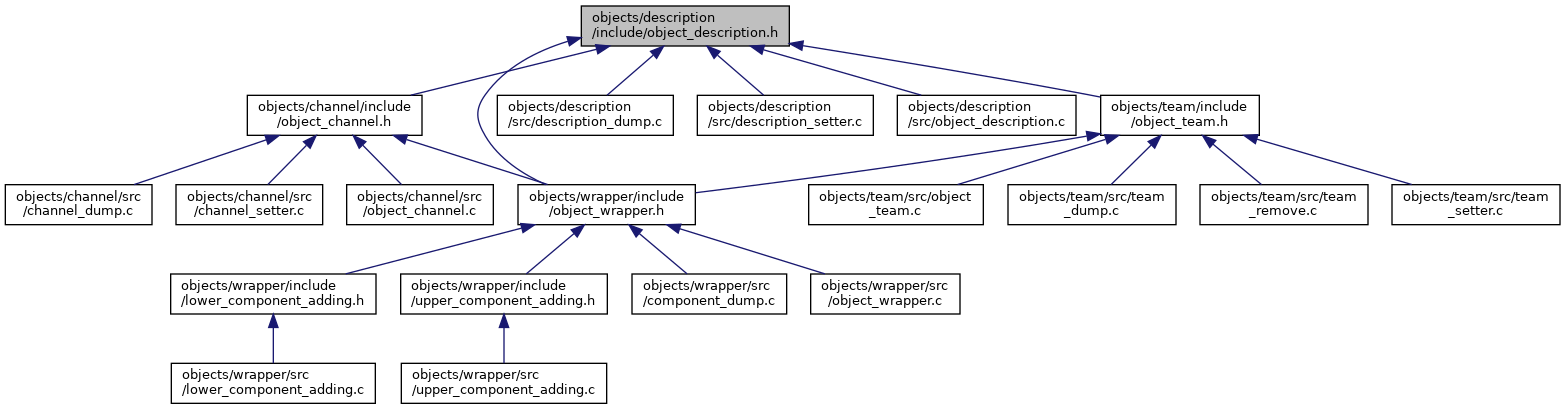 objects/description
/include/object_description.h
objects/channel/include
/object_channel.h
objects/description
/src/description_dump.c
objects/description
/src/description_setter.c
objects/description
/src/object_description.c
objects/team/include
/object_team.h
objects/channel/src
/channel_dump.c
objects/channel/src
/channel_setter.c
objects/channel/src
/object_channel.c
objects/wrapper/include
/object_wrapper.h
objects/team/src/object
_team.c
objects/team/src/team
_dump.c
objects/team/src/team
_remove.c
objects/team/src/team
_setter.c
objects/wrapper/include
/lower_component_adding.h
objects/wrapper/include
/upper_component_adding.h
objects/wrapper/src
/component_dump.c
objects/wrapper/src
/object_wrapper.c
objects/wrapper/src
/lower_component_adding.c
objects/wrapper/src
/upper_component_adding.c